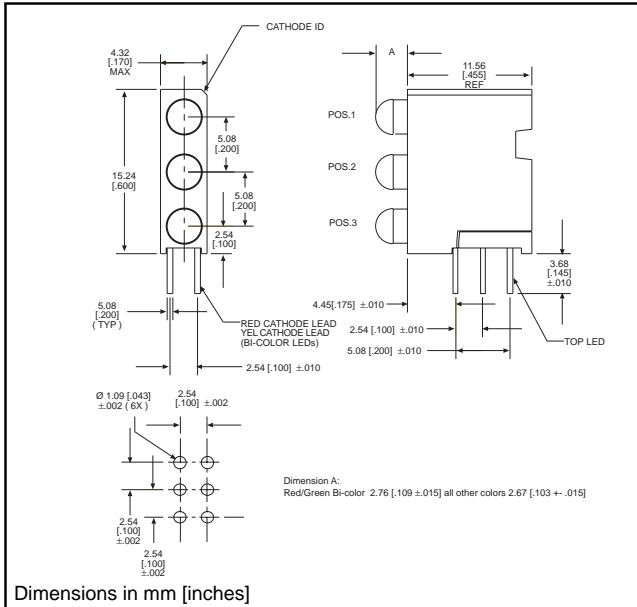 CATHODE ID
4.32
[.170]
MAX
15.24
[.600]
5.08
[.200]
5.08
[.200]
2.54
[.100]
5.08
[.200]
( TYP )
RED CATHODE LEAD
YEL CATHODE LEAD
(BI-COLOR LEDs)
2.54 [.100] ±.010
A
11.56
[.455]
REF
POS.1
POS.2
POS.3
3.68
[.145]
±.010
4.45[.175] ±.010
2.54 [.100] ±.010
5.08 [.200] ±.010
TOP LED
Ø 1.09 [.043]
±.002 ( 6X )
2.54
[.100] ±.002
2.54
[.100]
±.002
2.54
[.100]
±.002
Dimension A:
Red/Green Bi-color 2.76 [.109 ±.015] all other colors 2.67 [.103 +- .015]
Dimensions in mm [inches]